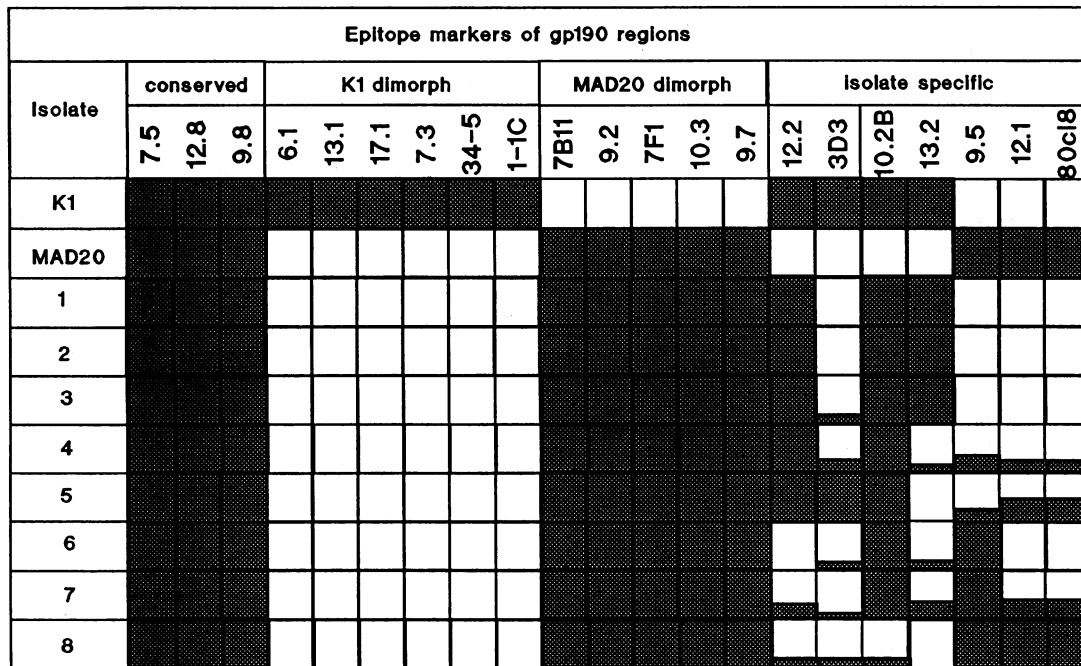 Epitope markers of gp190 regions
Isolate
conserved
K1 dimorph
MAD20 dimorph
isolate specific
7.5
12.8
9.8
6.1
13.1
17.1
7.3
34-5
1-1C
7B11
9.2
7F1
10.3
9.7
12.2
3D3
10.2B
13.2
9.5
12.1
80cl8
K1
MAD20
1
2
3
4
5
6
7
8